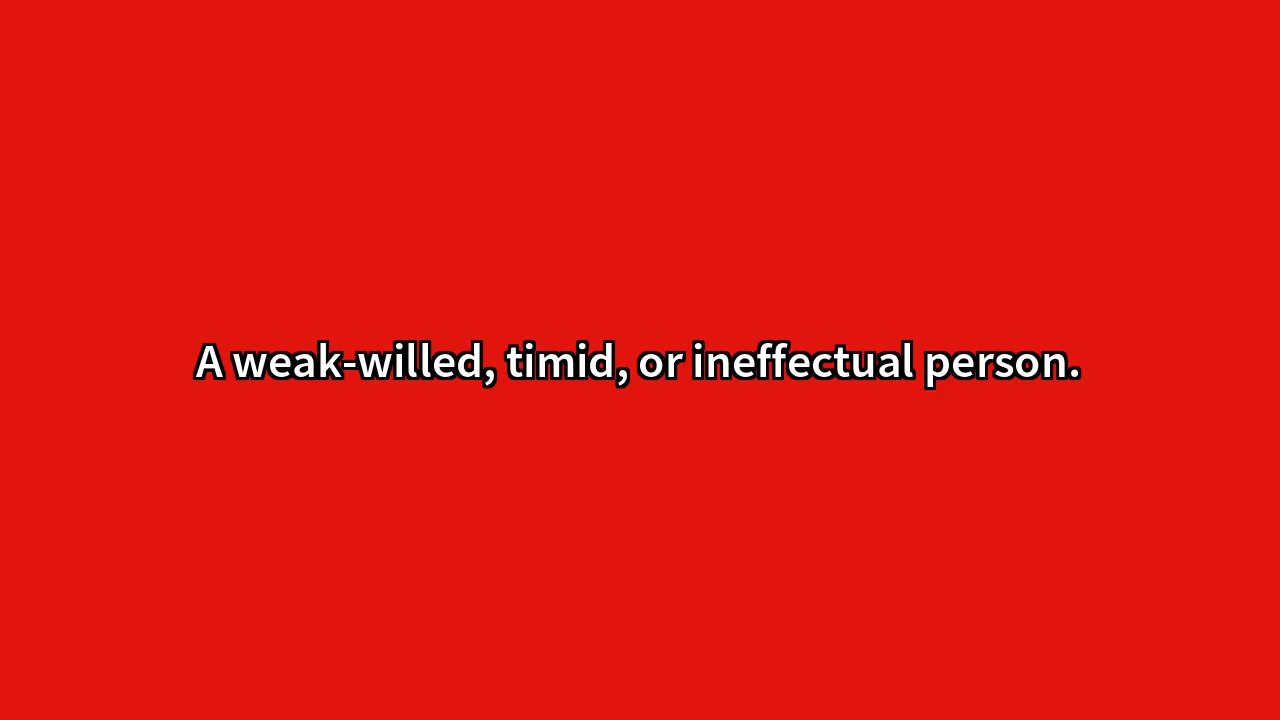 A weak-willed, timid, or ineffectual person.